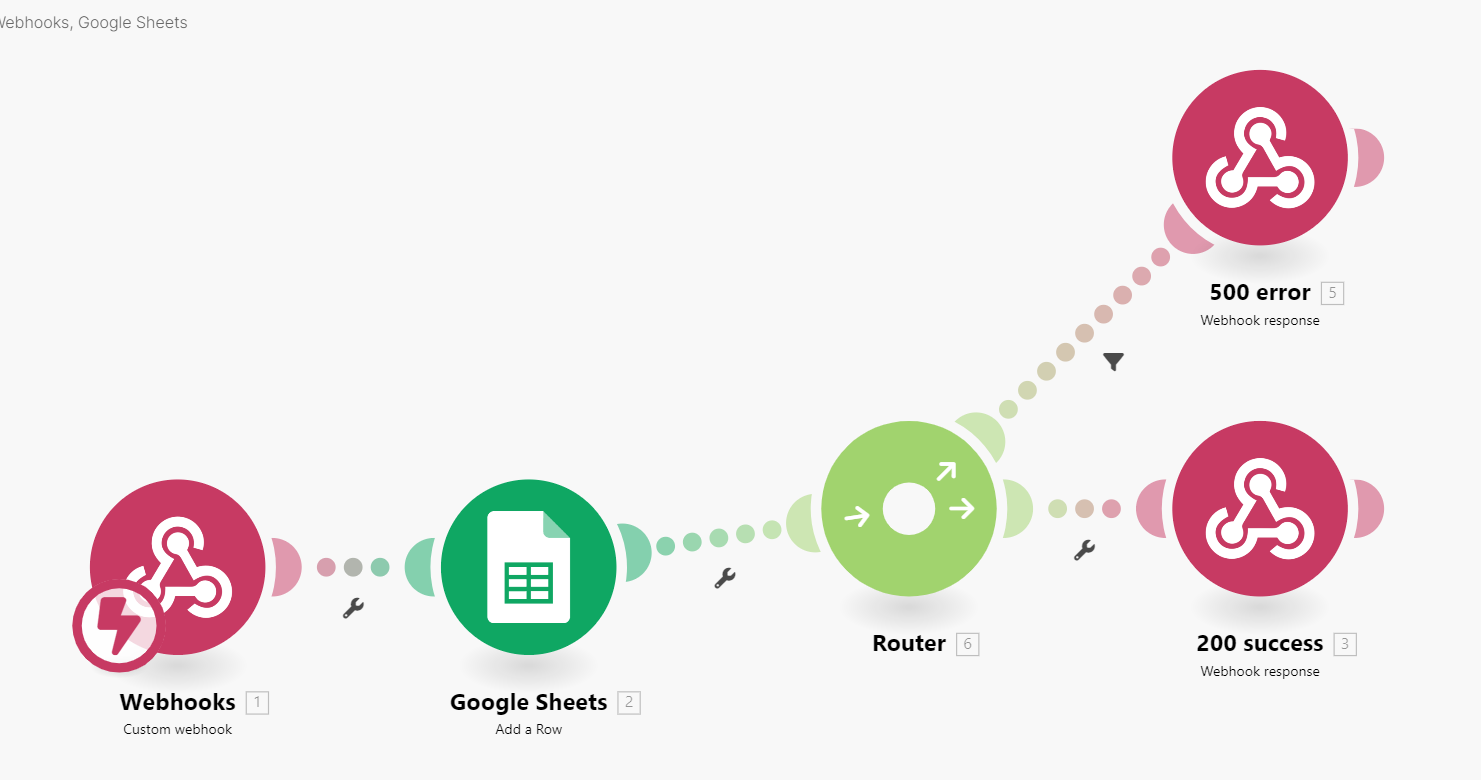 Webhooks, Google Sheets
500 error 5
Webhook response
Router 6
200 success 3
Webhook response
Webhooks 1
Custom webhook
Google Sheets 2
Add a Row